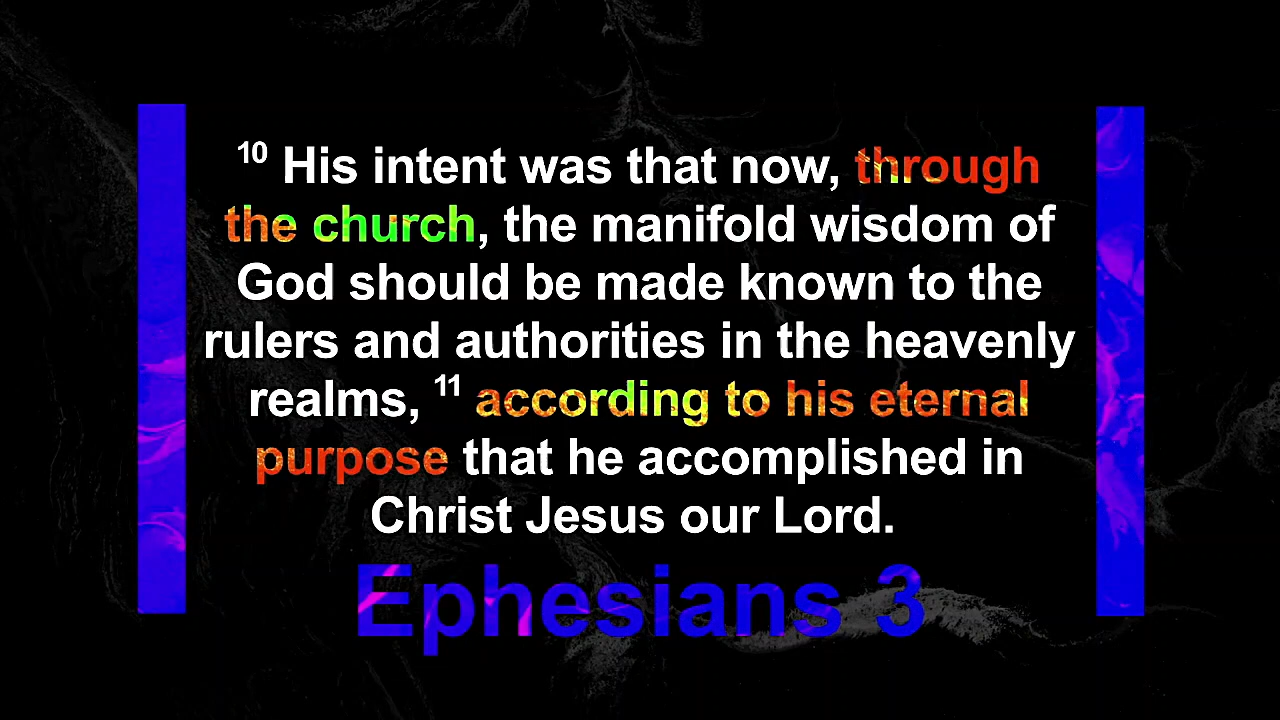 10 His intent was that now, through
the church, the manifold wisdom of
God should be made known to the
rulers and authorities in the heavenly
realms, 11 according to his eternal
purpose that he accomplished in
Christ Jesus our Lord.
Ephesians 3